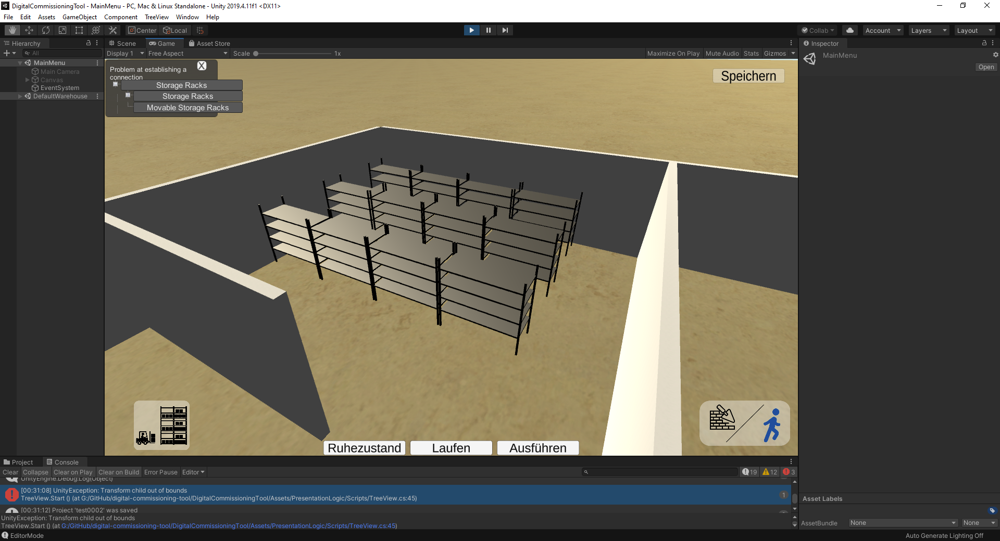 DigitalCommissioningTool - MainMenu - PC, Mac & Linux Standalone - Unity 2019.4.11f1 <DX11>
File Edit Assets GameObject Component TreeView Window Help
Center Local Collab Account Layers Layout
Hierarchy
All
MainMenu
Main Camera
Canvas
EventSystem
DefaultWarehouse
Scene Game Asset Store
Display 1 Free Aspect Scale 1x Maximize On Play Mute Audio Stats Gizmos
Problem at establishing a
connection
X
Storage Racks
Storage Racks
Movable Storage Racks
Speichern
Ruhezustand Laufen Ausführen
Inspector
MainMenu
Open
Project Console
Clear Collapse Clear on Play Clear on Build Error Pause Editor 19 12 3
UnityEngine.Debug:Log(Object)
[00:31:08] UnityException: Transform child out of bounds
TreeView.Start () (at G:/GitHub/digital-commissioning-tool/DigitalCommissioningTool/Assets/PresentationLogic/Scripts/TreeView.cs:45)
1
[00:31:12] Project 'test0002' was saved
UnityException: Transform child out of bounds
TreeView.Start () (at G:/GitHub/digital-commissioning-tool/DigitalCommissioningTool/Assets/PresentationLogic/Scripts/TreeView.cs:45)
Asset Labels
AssetBundle None None
EditorMode
Auto Generate Lighting Off